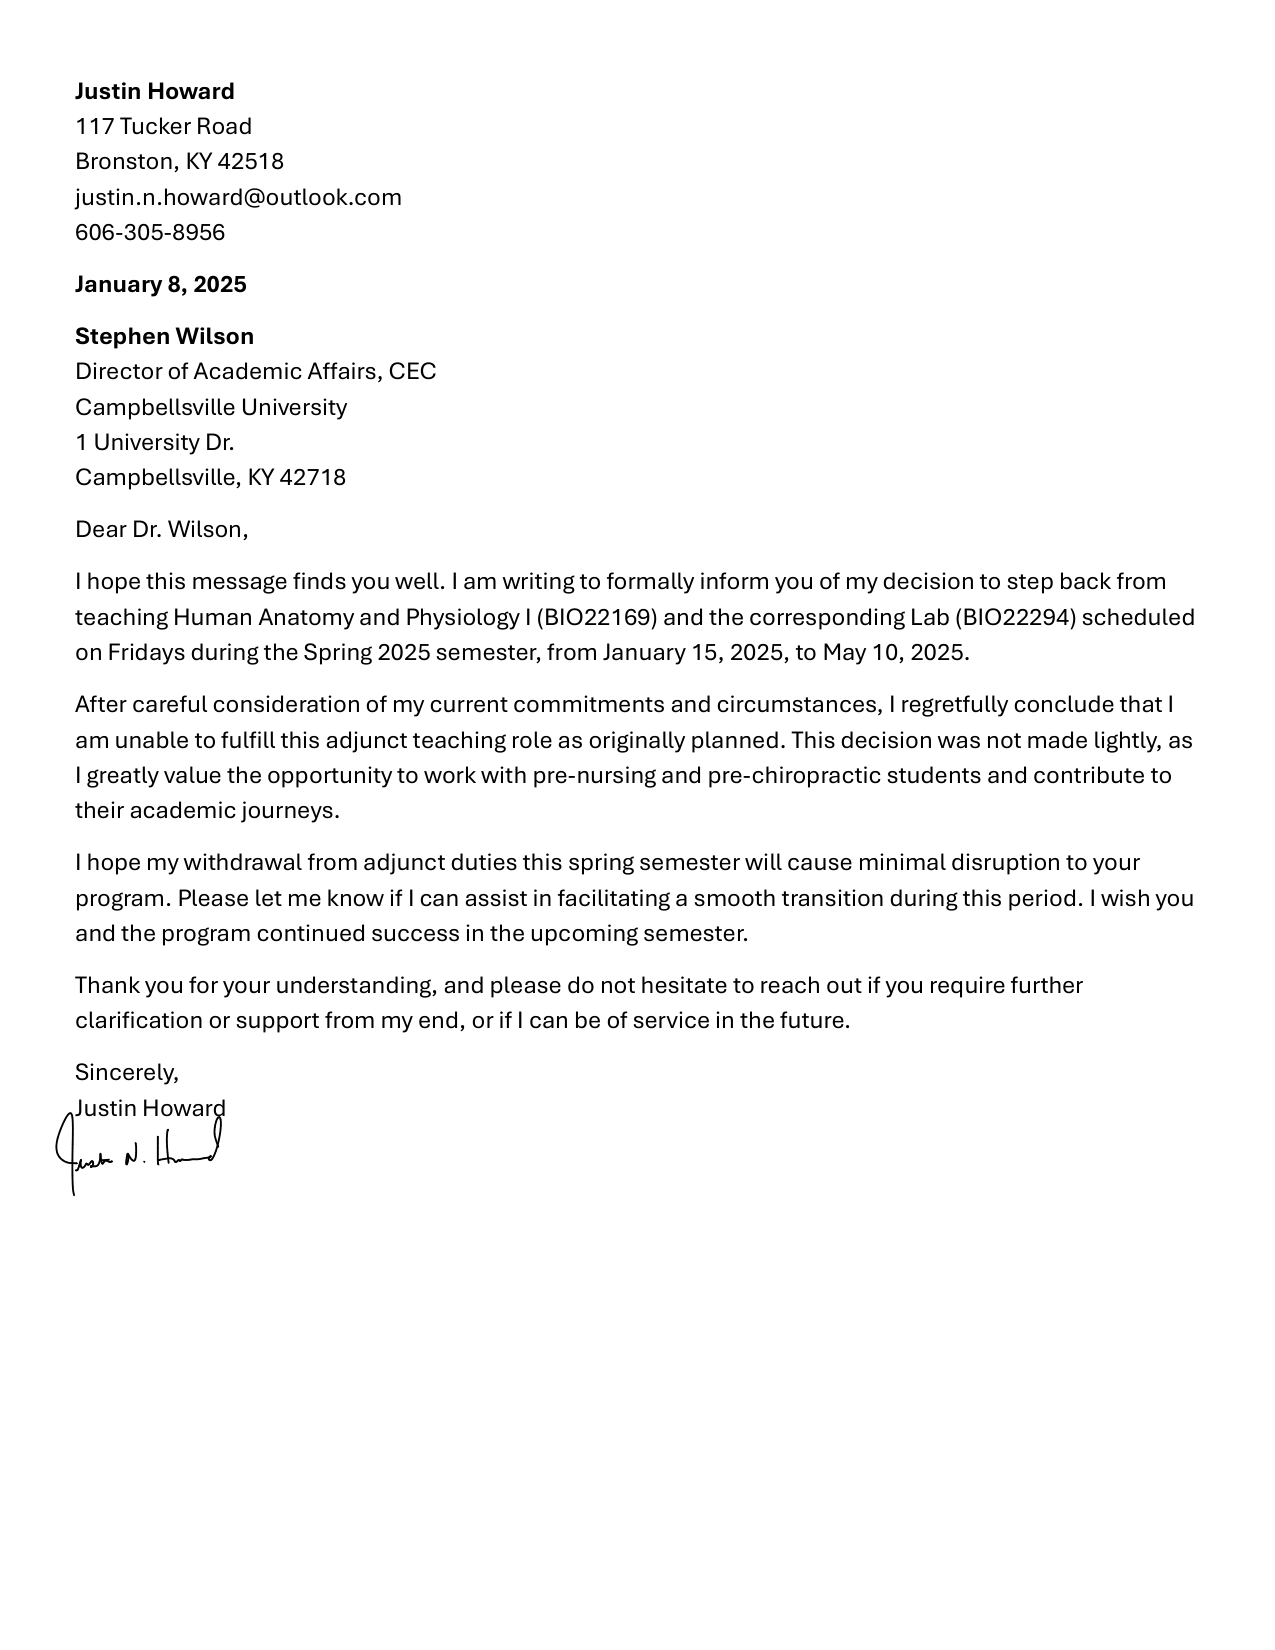 Justin Howard
117 Tucker Road
Bronston, KY 42518
justin.n.howard@outlook.com
606-305-8956
January 8, 2025
Stephen Wilson
Director of Academic Affairs, CEC
Campbellsville University
1 University Dr.
Campbellsville, KY 42718
Dear Dr. Wilson,
I hope this message finds you well. I am writing to formally inform you of my decision to step back from
teaching Human Anatomy and Physiology I (BIO22169) and the corresponding Lab (BIO22294) scheduled
on Fridays during the Spring 2025 semester, from January 15, 2025, to May 10, 2025.
After careful consideration of my current commitments and circumstances, I regretfully conclude that I
am unable to fulfill this adjunct teaching role as originally planned. This decision was not made lightly, as
I greatly value the opportunity to work with pre-nursing and pre-chiropractic students and contribute to
their academic journeys.
I hope my withdrawal from adjunct duties this spring semester will cause minimal disruption to your
program. Please let me know if I can assist in facilitating a smooth transition during this period. I wish you
and the program continued success in the upcoming semester.
Thank you for your understanding, and please do not hesitate to reach out if you require further
clarification or support from my end, or if I can be of service in the future.
Sincerely,
Justin Howard
Justin N. Howard